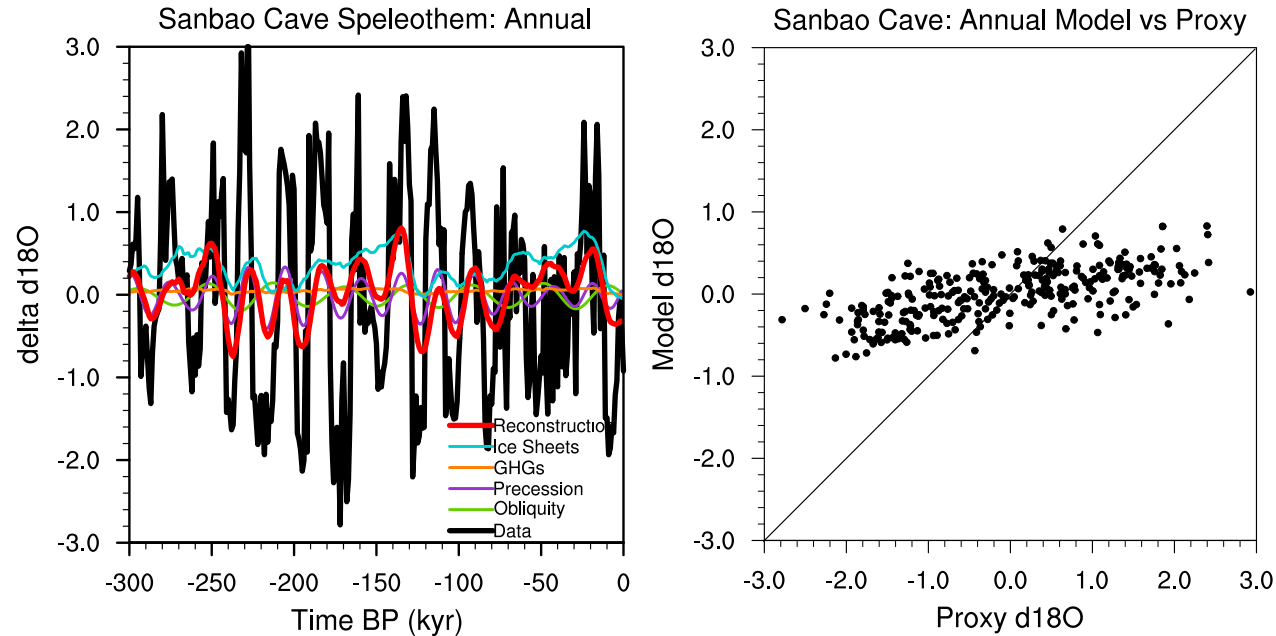 Sanbao Cave Speleothem: Annual
3.0
2.0
1.0
0.0
-1.0
-2.0
-3.0
delta d18O
Reconstruction
Ice Sheets
GHGs
Precession
Obliquity
Data
-300 -250 -200 -150 -100 -50 0
Time BP (kyr)
Sanbao Cave: Annual Model vs Proxy
3.0
2.0
1.0
0.0
-1.0
-2.0
-3.0
Model d18O
-3.0 -2.0 -1.0 0.0 1.0 2.0 3.0
Proxy d18O